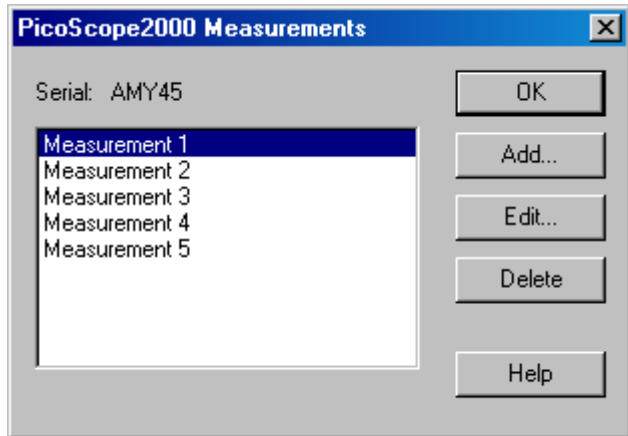 PicoScope2000 Measurements
Serial: AMY45
OK
Measurement 1
Measurement 2
Measurement 3
Measurement 4
Measurement 5
Add...
Edit...
Delete
Help